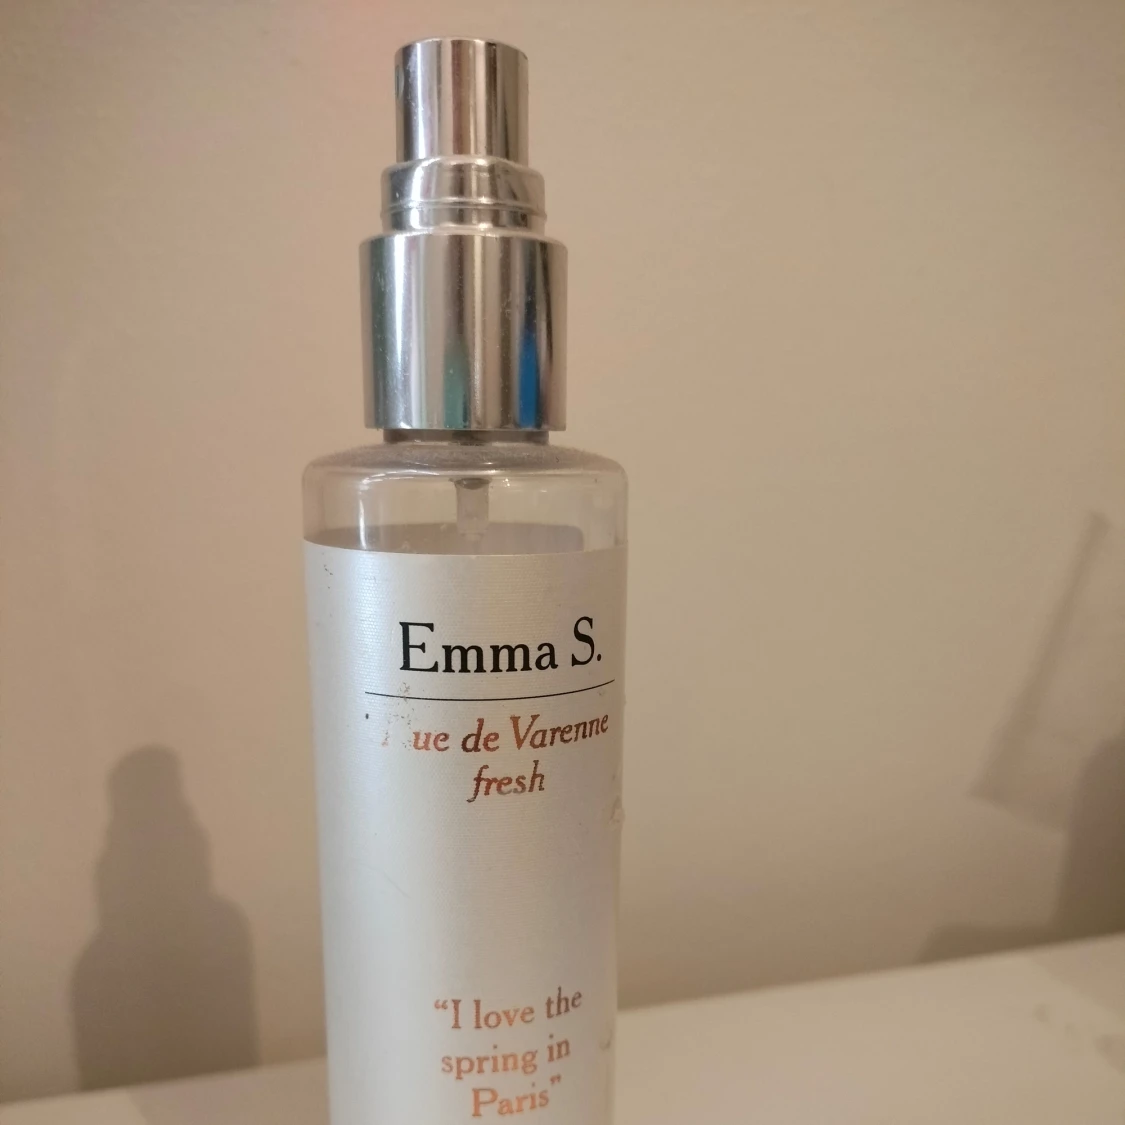 Emma S.
ue de Varenne
fresh
“I love the
spring in
Paris”